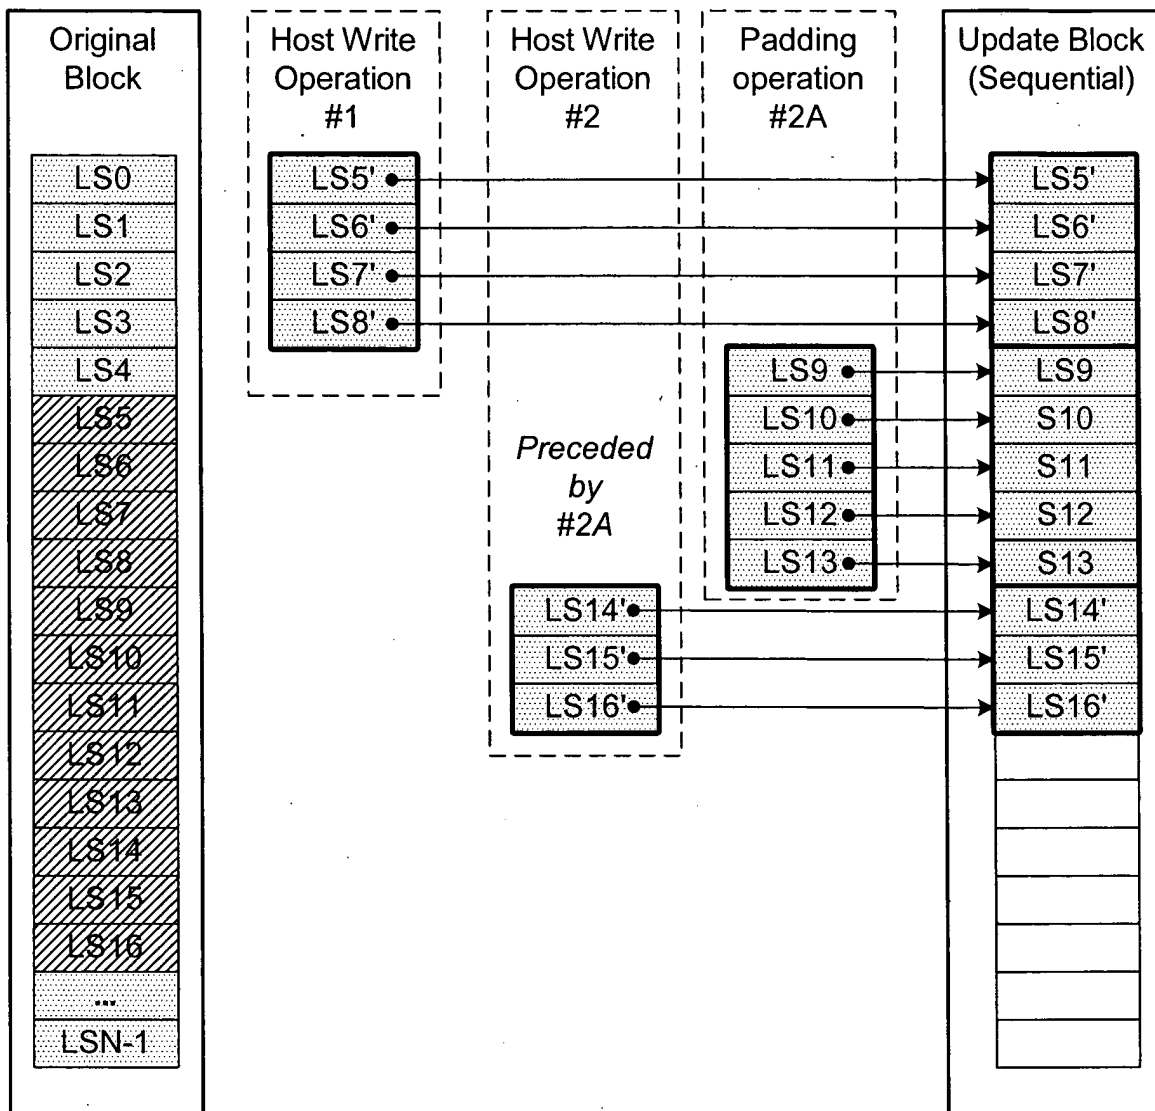 Original
Block
LS0
LS1
LS2
LS3
LS4
LS5
LS6
LS7
LS8
LS9
LS10
LS11
LS12
LS13
LS14
LS15
LS16
...
LSN-1
Host Write
Operation
#1
LS5'
LS6'
LS7'
LS8'
Host Write
Operation
#2
Preceded
by
#2A
LS14'
LS15'
LS16'
Padding
operation
#2A
LS9
LS10
LS11
LS12
LS13
Update Block
(Sequential)
LS5'
LS6'
LS7'
LS8'
LS9
S10
S11
S12
S13
LS14'
LS15'
LS16'